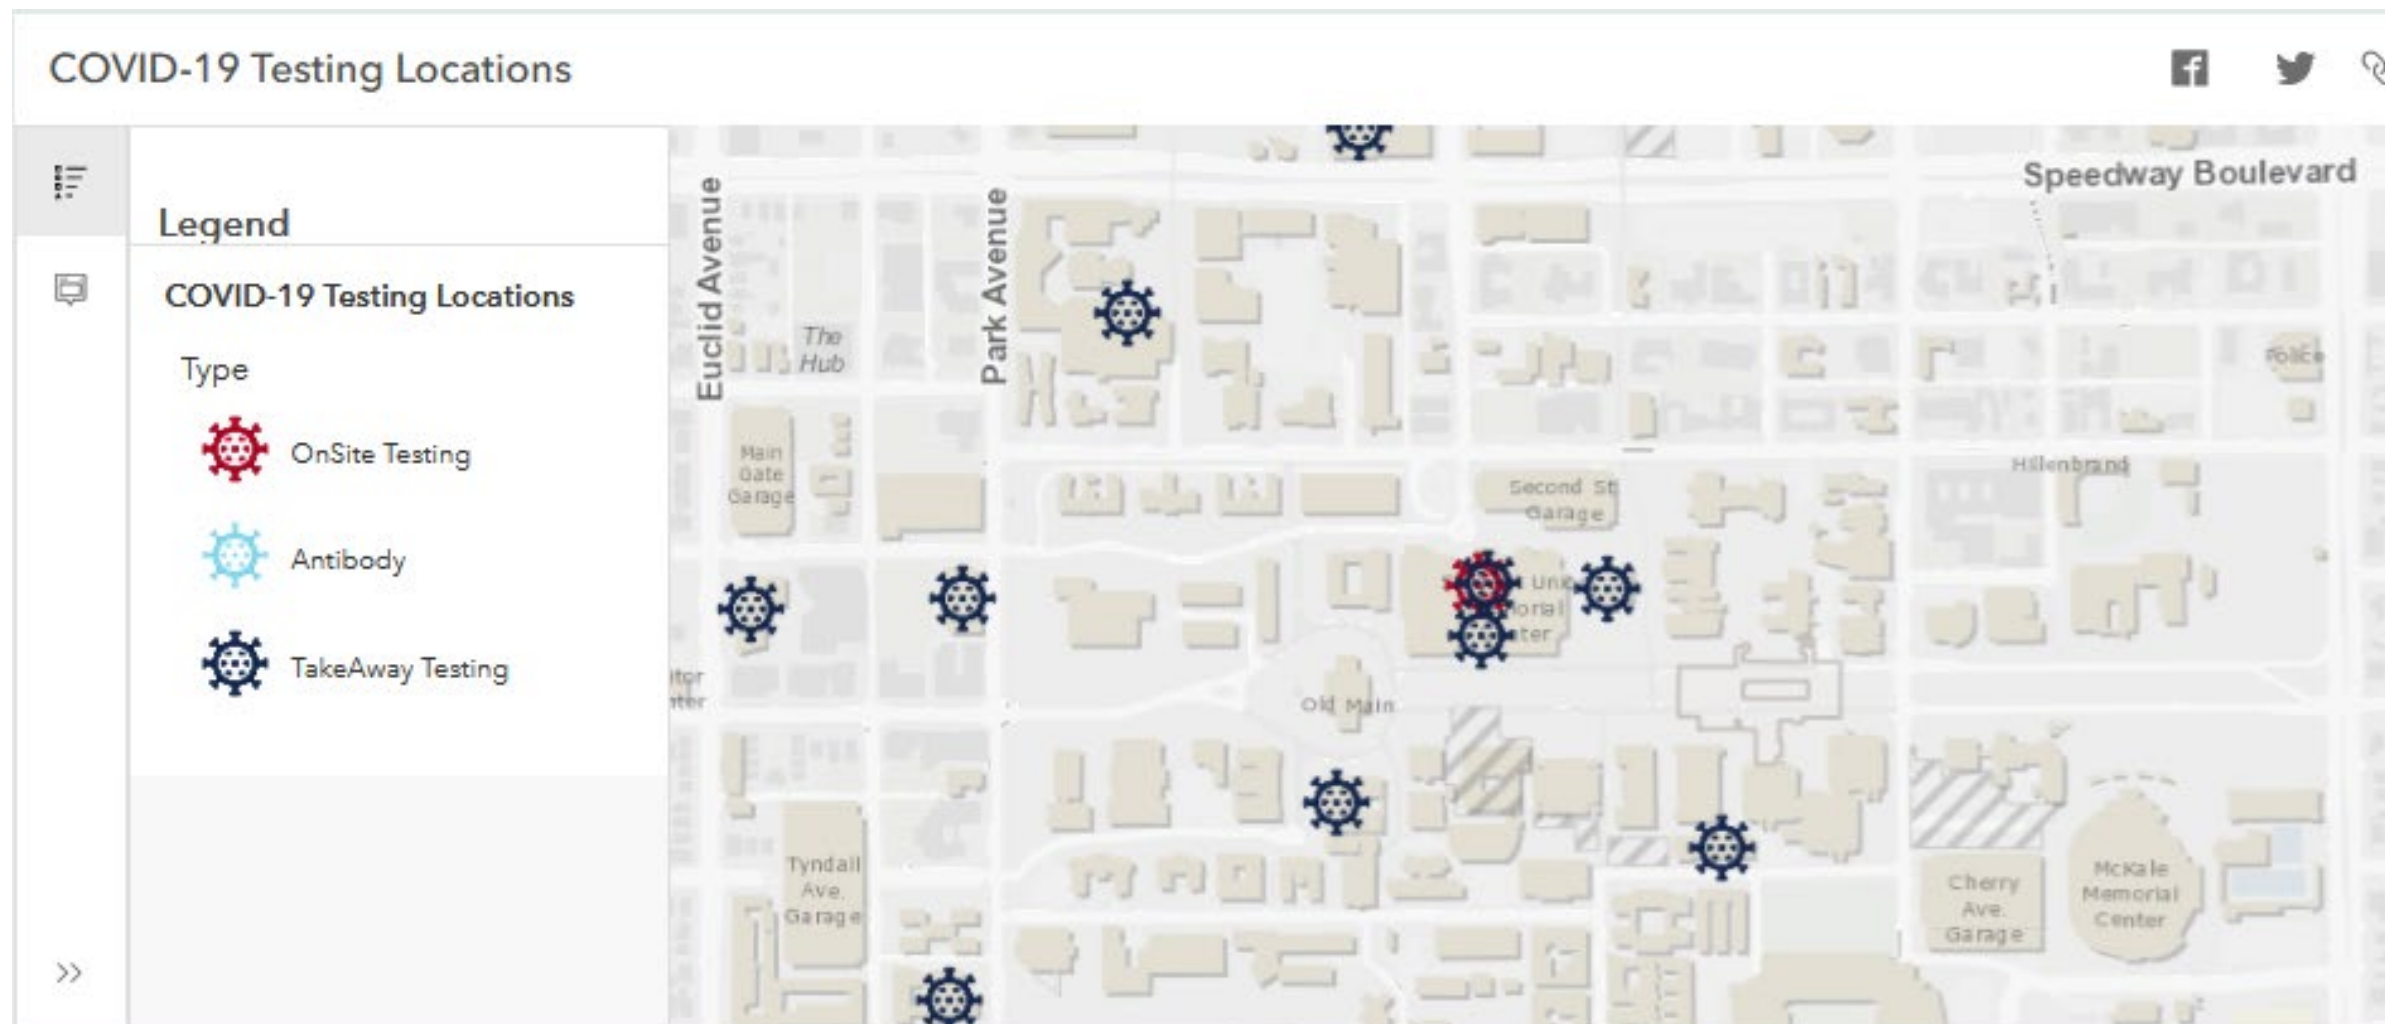 COVID-19 Testing Locations
Legend
COVID-19 Testing Locations
Type
OnSite Testing
Antibody
TakeAway Testing
Speedway Boulevard
Euclid Avenue
Park Avenue
The
Hub
Police
Main
Gate
Garage
Hillenbrand
Second St
Garage
Old Main
Tyndall
Ave.
Garage
Cherry
Ave.
Garage
McKale
Memorial
Center